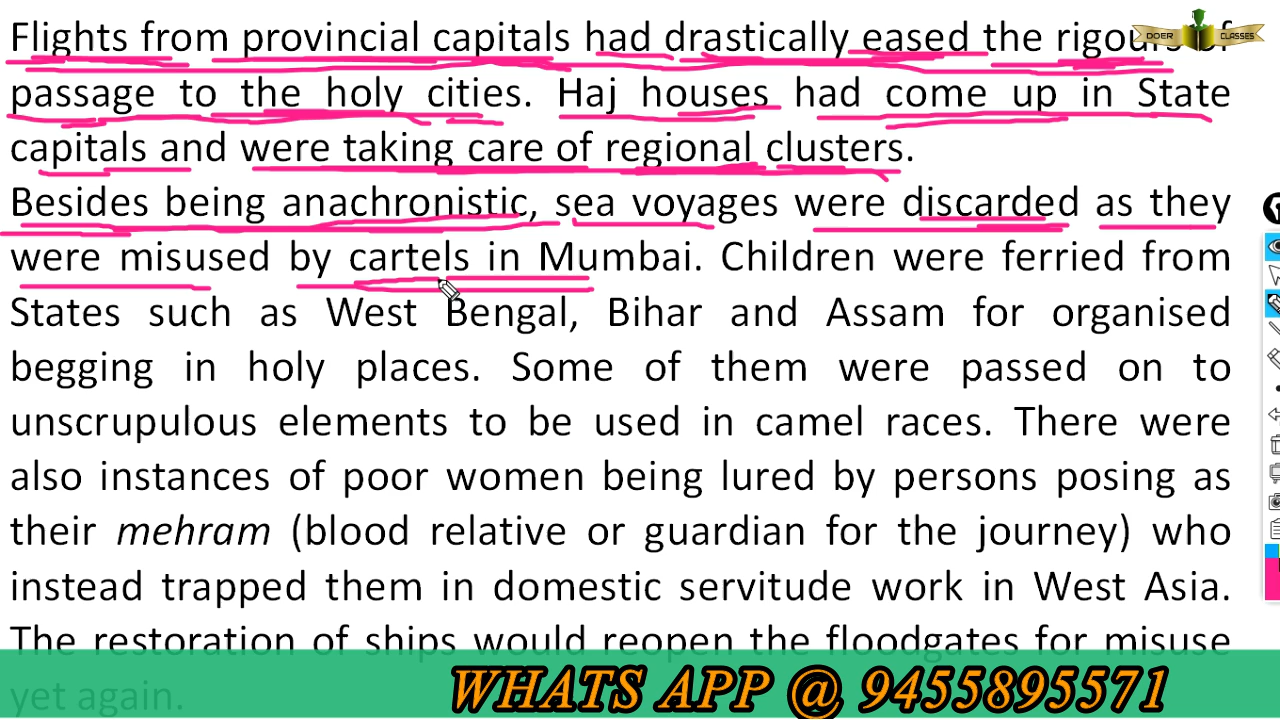 Flights from provincial capitals had drastically eased the rigours of
DOER CLASSES
passage to the holy cities. Haj houses had come up in State
capitals and were taking care of regional clusters.
Besides being anachronistic, sea voyages were discarded as they
were misused by cartels in Mumbai. Children were ferried from
States such as West Bengal, Bihar and Assam for organised
begging in holy places. Some of them were passed on to
unscrupulous elements to be used in camel races. There were
also instances of poor women being lured by persons posing as
their mehram (blood relative or guardian for the journey) who
instead trapped them in domestic servitude work in West Asia.
The restoration of ships would reopen the floodgates for misuse
yet again.
WHATS APP @ 9455895571